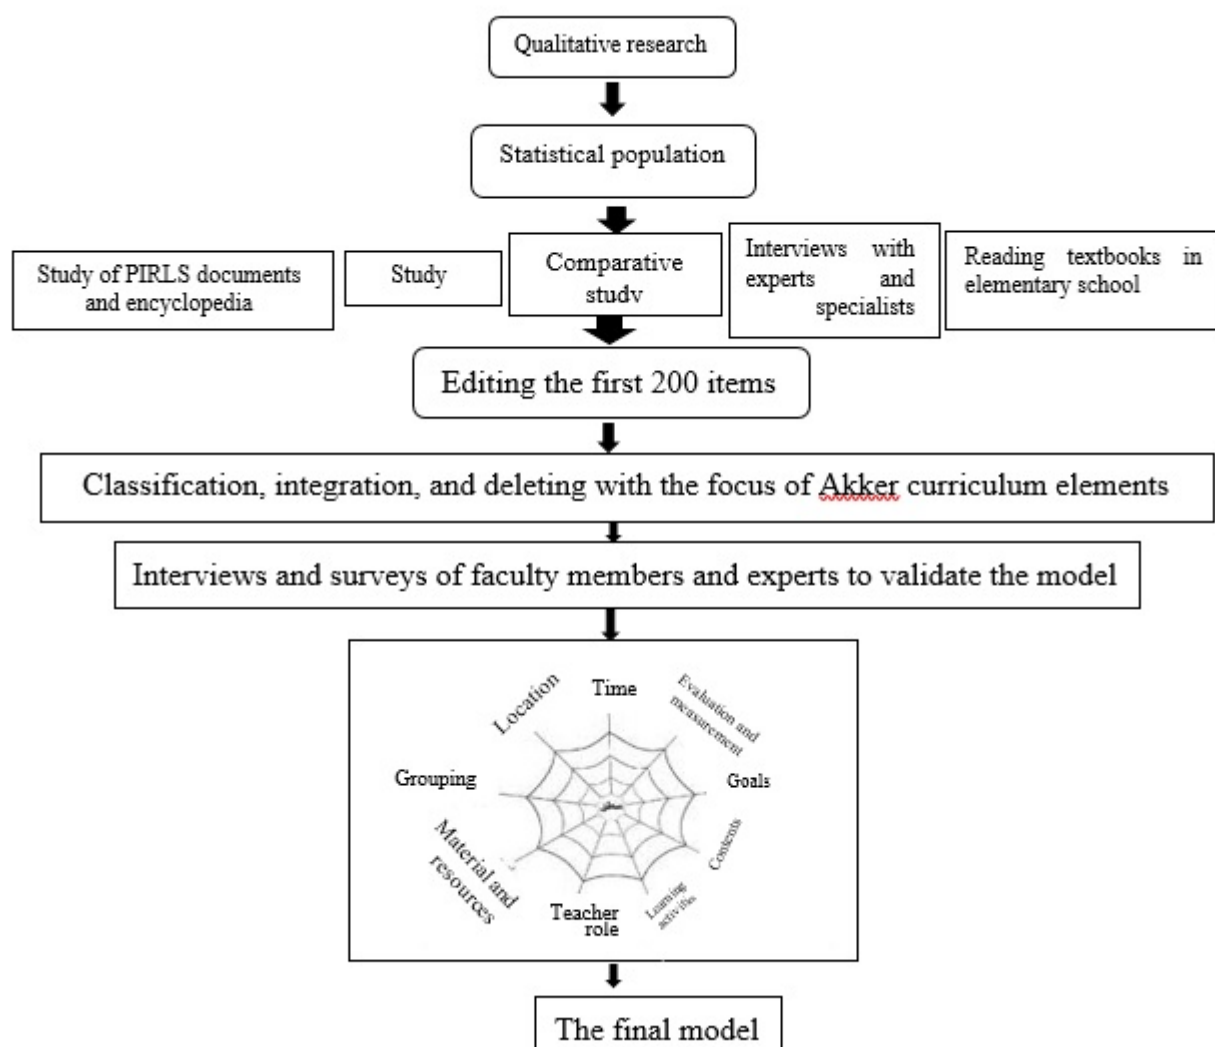 Qualitative research
Statistical population
Study of PIRLS documents
and encyclopedia
Study
Comparative
study
Interviews with
experts and
specialists
Reading textbooks in
elementary school
Editing the first 200 items
Classification, integration, and deleting with the focus of Akker curriculum elements
Interviews and surveys of faculty members and experts to validate the model
Time
Evaluation and
measurement
Goals
Contents
Learning
activities
Teacher
role
Material and
resources
Grouping
Location
The final model